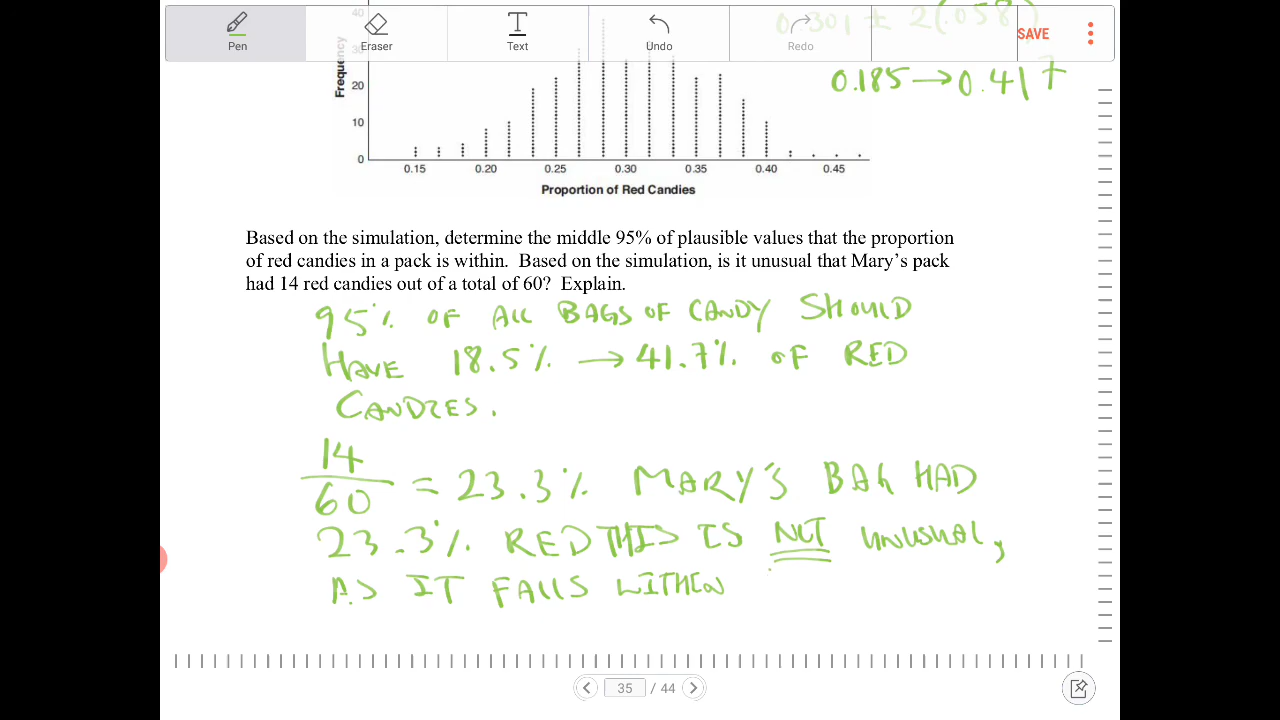 40
0.301 ± 2(.058)
Pen
Eraser
Text
Undo
Redo
SAVE
30
Frequency
20
10
0
0.185 → 0.417
0.15 0.20 0.25 0.30 0.35 0.40 0.45
Proportion of Red Candies
Based on the simulation, determine the middle 95% of plausible values that the proportion
of red candies in a pack is within. Based on the simulation, is it unusual that Mary's pack
had 14 red candies out of a total of 60? Explain.
95% OF ALL BAGS OF CANDY SHOULD
HAVE 18.5% → 41.7% OF RED
CANDIES.
14
60 = 23.3% MARY'S BAG HAD
23.3% RED THIS IS NOT UNUSUAL,
AS IT FALLS WITHIN
35 / 44